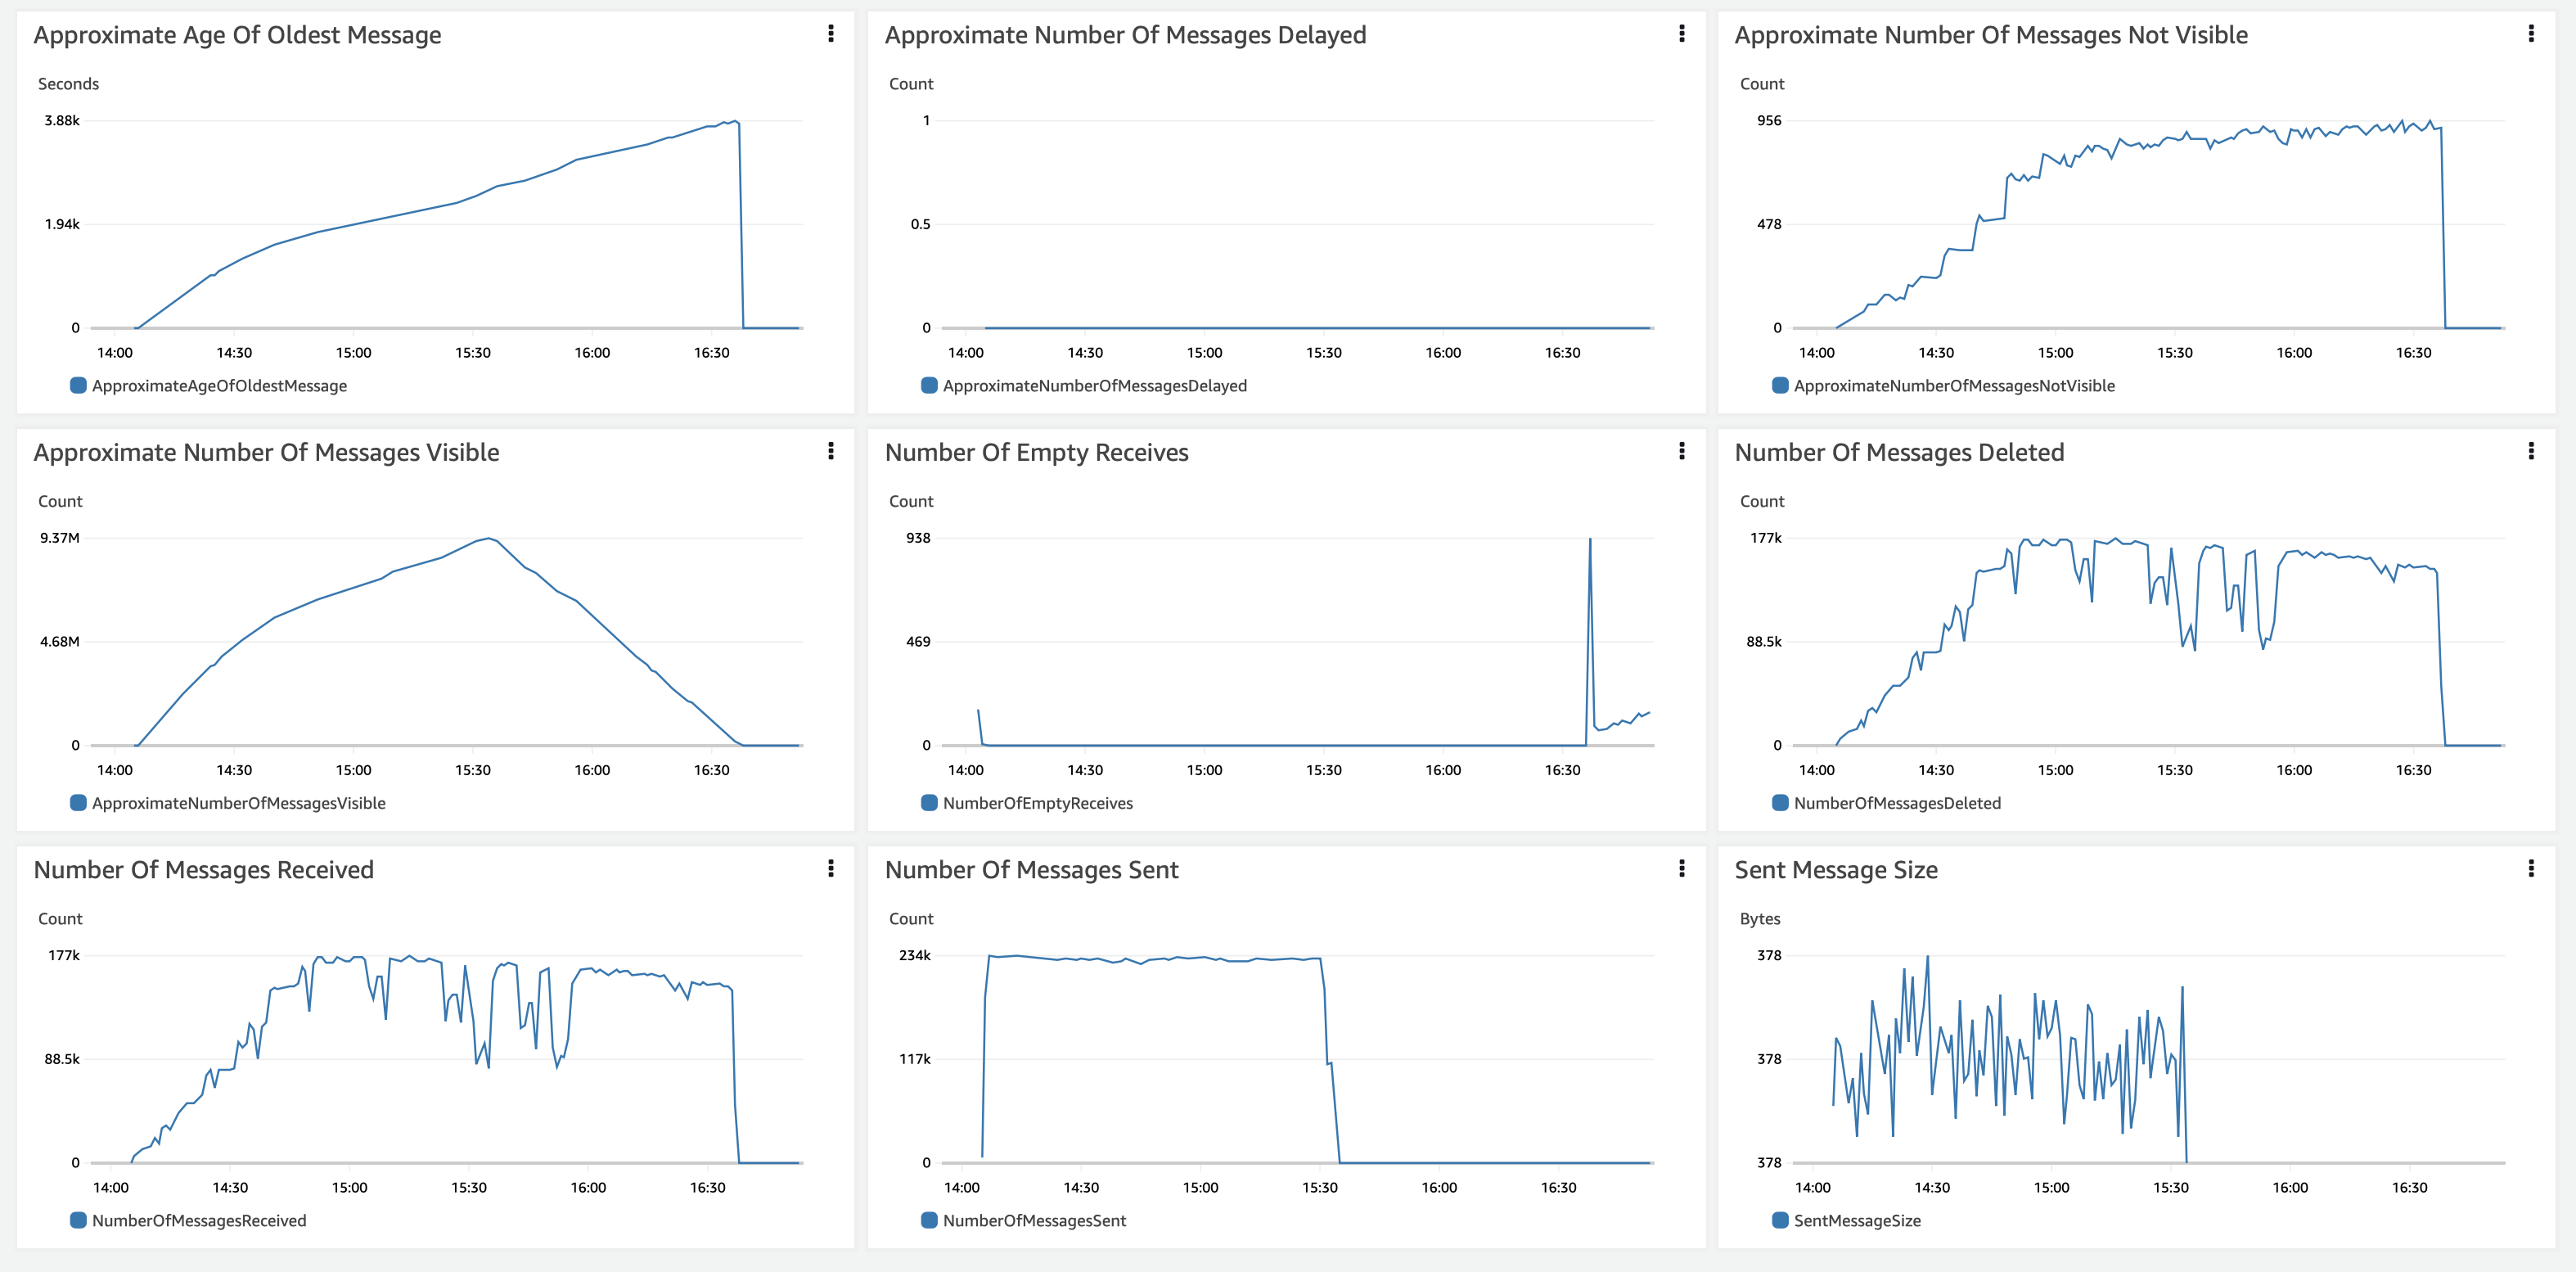 Approximate Age Of Oldest Message
Seconds
3.88k
1.94k
0
14:00 14:30 15:00 15:30 16:00 16:30
ApproximateAgeOfOldestMessage
Approximate Number Of Messages Delayed
Count
1
0.5
0
14:00 14:30 15:00 15:30 16:00 16:30
ApproximateNumberOfMessagesDelayed
Approximate Number Of Messages Not Visible
Count
956
478
0
14:00 14:30 15:00 15:30 16:00 16:30
ApproximateNumberOfMessagesNotVisible
Approximate Number Of Messages Visible
Count
9.37M
4.68M
0
14:00 14:30 15:00 15:30 16:00 16:30
ApproximateNumberOfMessagesVisible
Number Of Empty Receives
Count
938
469
0
14:00 14:30 15:00 15:30 16:00 16:30
NumberOfEmptyReceives
Number Of Messages Deleted
Count
177k
88.5k
0
14:00 14:30 15:00 15:30 16:00 16:30
NumberOfMessagesDeleted
Number Of Messages Received
Count
177k
88.5k
0
14:00 14:30 15:00 15:30 16:00 16:30
NumberOfMessagesReceived
Number Of Messages Sent
Count
234k
117k
0
14:00 14:30 15:00 15:30 16:00 16:30
NumberOfMessagesSent
Sent Message Size
Bytes
378
378
378
14:00 14:30 15:00 15:30 16:00 16:30
SentMessageSize